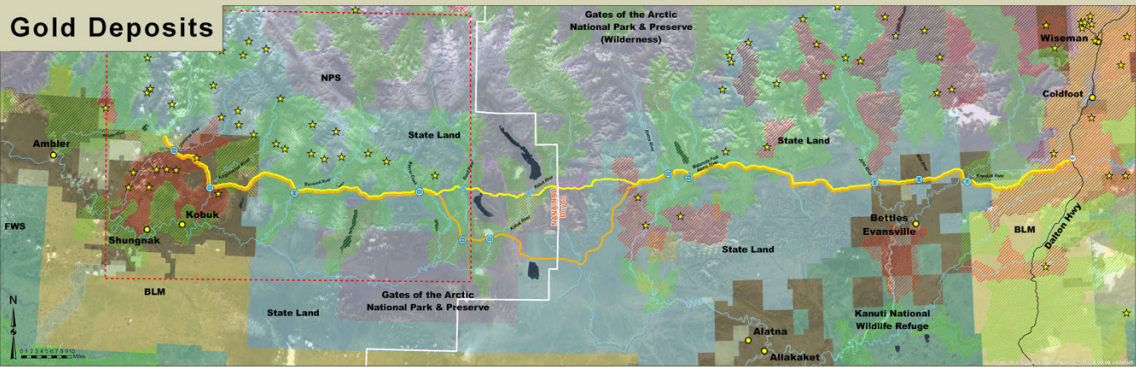 Gold Deposits
Gates of the Arctic
National Park & Preserve
(Wilderness)
Wiseman
NPS
Coldfoot
State Land
State Land
Ambler
Kobuk
Shungnak
FWS
Bettles
Evansville
Dalton Hwy
BLM
State Land
BLM
Gates of the Arctic
National Park & Preserve
State Land
Kanuti National
Wildlife Refuge
Alatna
Allakaket
N
Miles